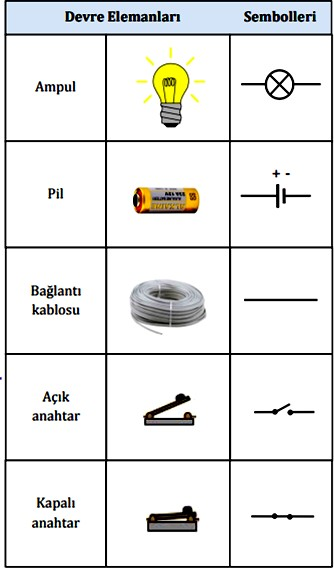 Devre Elemanları
Sembolleri
Ampul
Pil
+ -
Bağlantı
kablosu
Açık
anahtar
Kapalı
anahtar